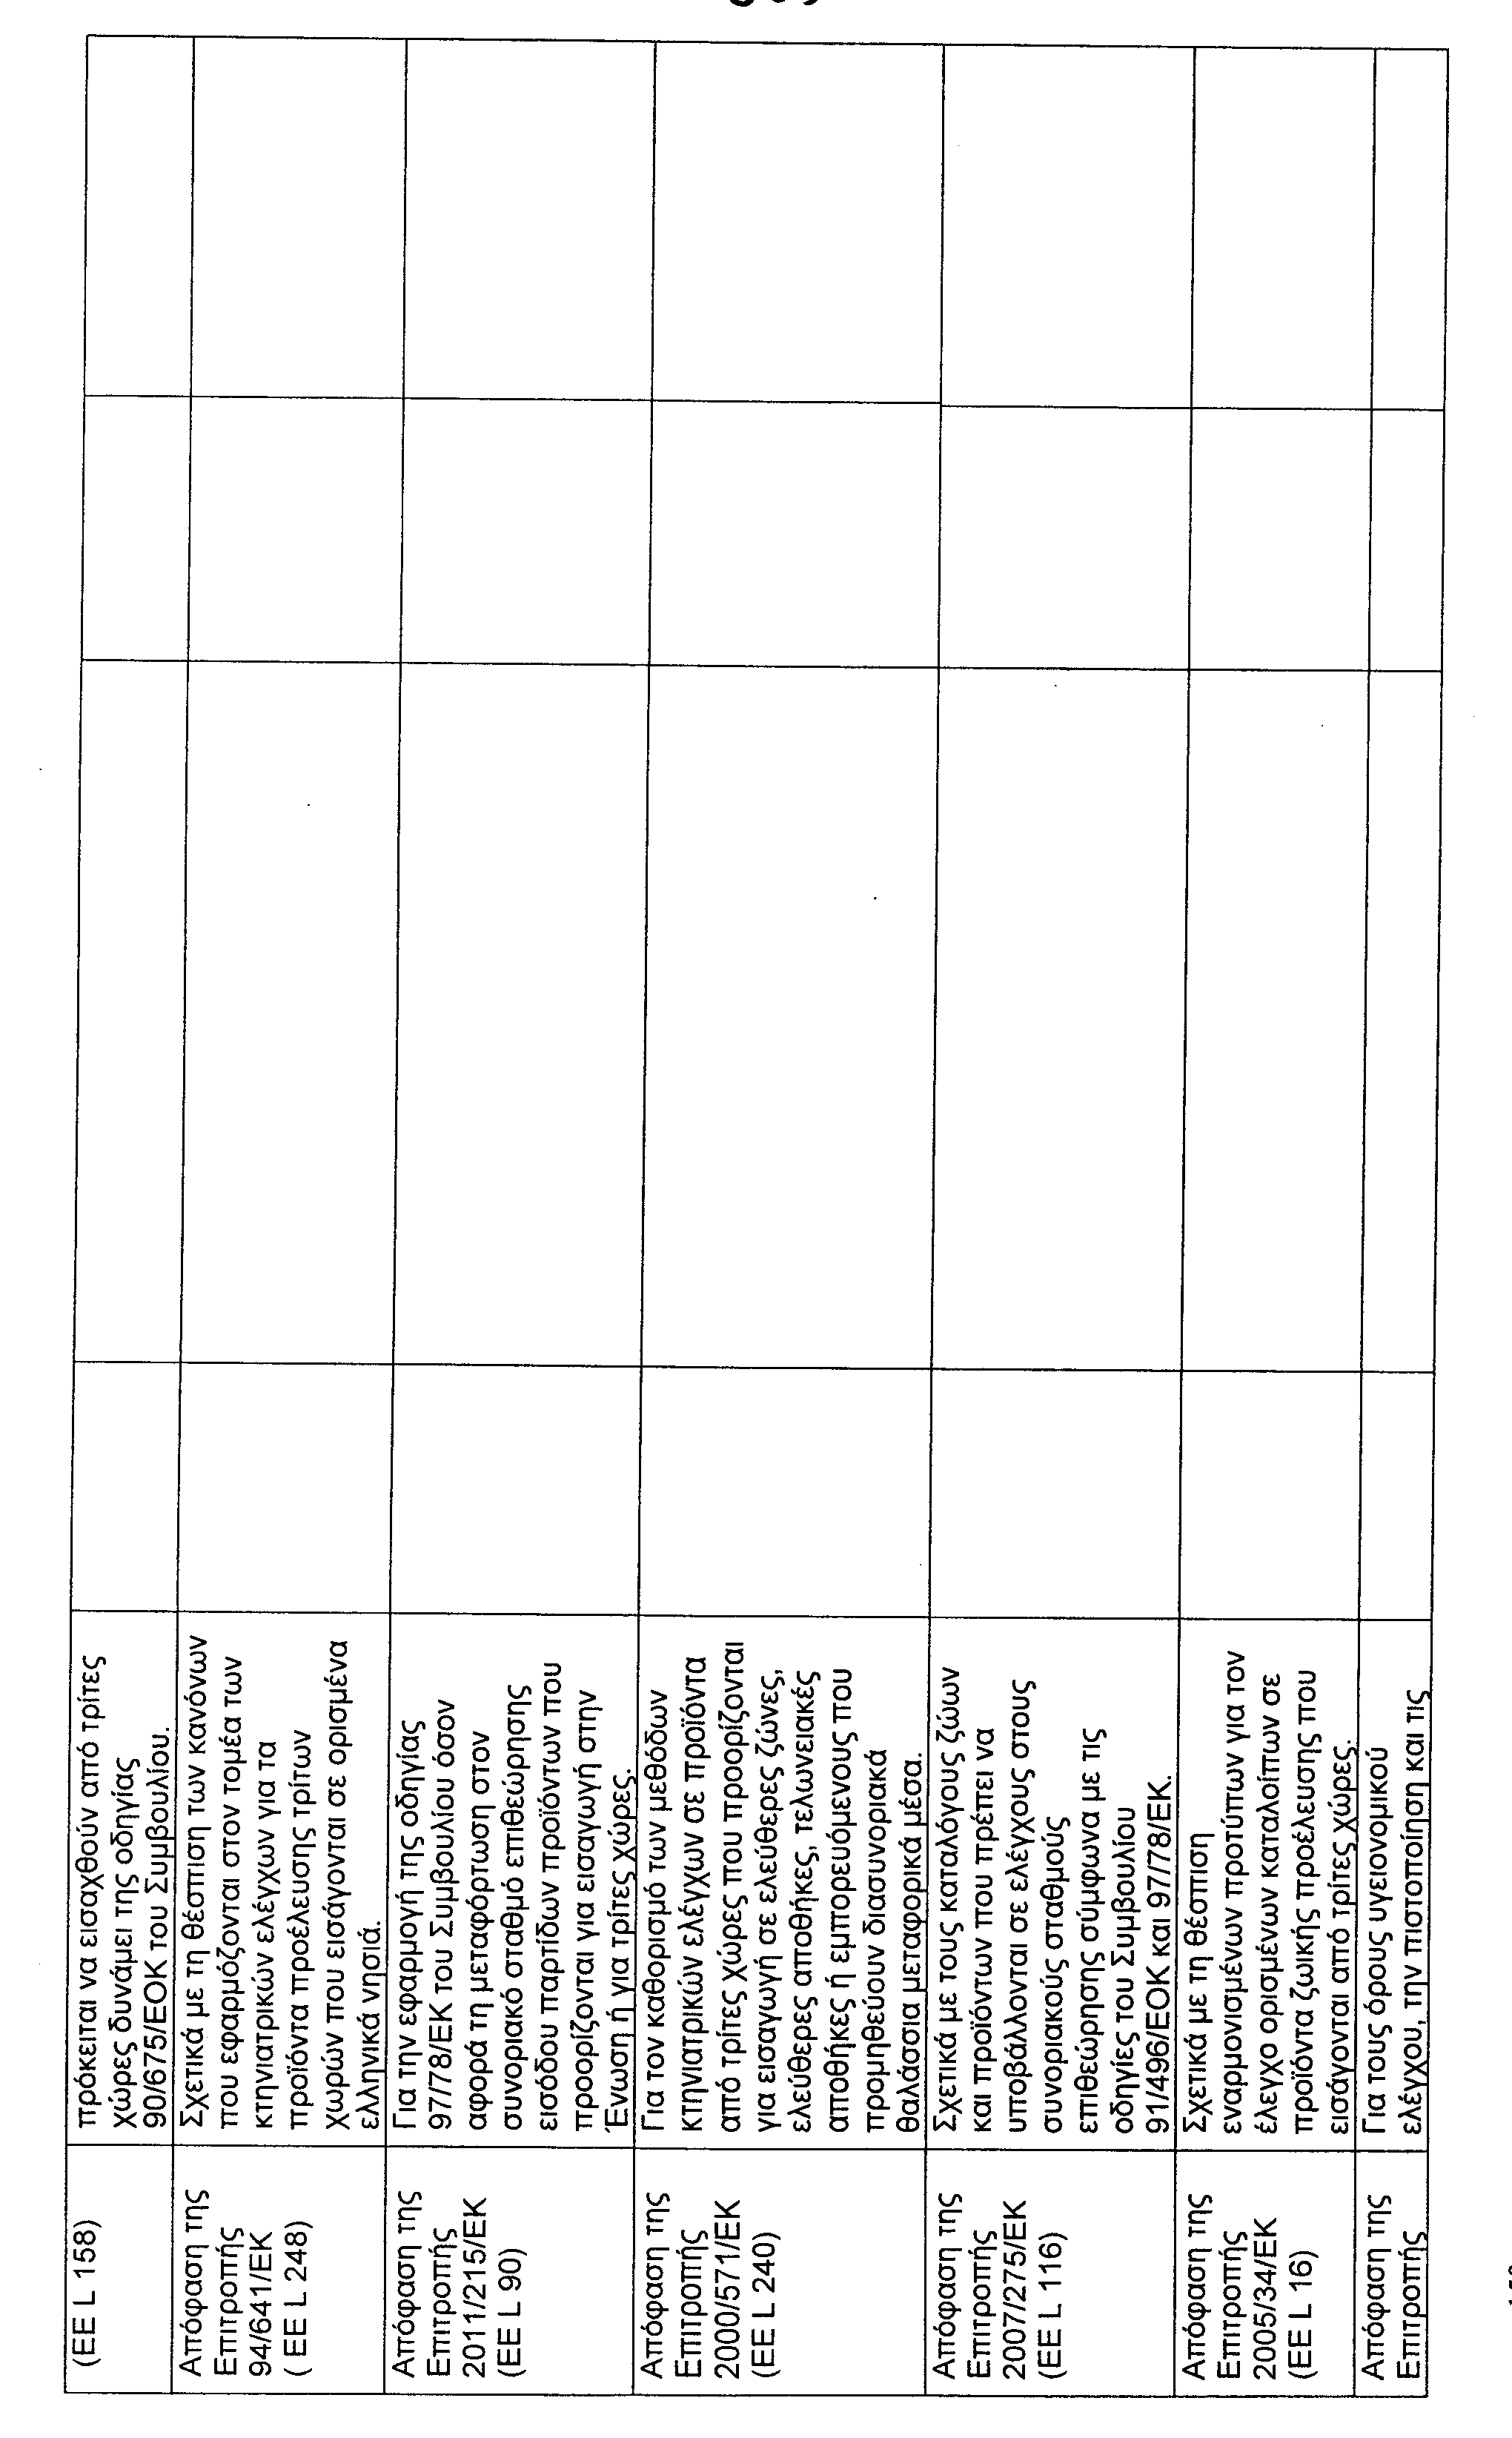 (ΕΕ L 158)
πρόκειται να εισαχθούν από τρίτες
χώρες δυνάμει της οδηγίας
90/675/ΕΟΚ του Συμβουλίου.
Απόφαση της
Επιτροπής
94/641/ΕΚ
( ΕΕ L 248)
Σχετικά με τη θέσπιση των κανόνων
που εφαρμόζονται στον τομέα των
κτηνιατρικών ελέγχων για τα
προϊόντα προέλευσης τρίτων
χωρών που εισάγονται σε ορισμένα
ελληνικά νησιά.
Απόφαση της
Επιτροπής
2011/215/ΕΚ
(ΕΕ L 90)
Για την εφαρμογή της οδηγίας
97/78/ΕΚ του Συμβουλίου όσον
αφορά τη μεταφόρτωση στον
συνοριακό σταθμό επιθεώρησης
εισόδου παρτίδων προϊόντων που
προορίζονται για εισαγωγή στην
Ένωση ή για τρίτες χώρες.
Απόφαση της
Επιτροπής
2000/571/ΕΚ
(ΕΕ L 240)
Για τον καθορισμό των μεθόδων
κτηνιατρικών ελέγχων σε προϊόντα
από τρίτες χώρες που προορίζονται
για εισαγωγή σε ελεύθερες ζώνες,
ελεύθερες αποθήκες, τελωνειακές
αποθήκες ή εμπορευόμενους που
προμηθεύουν διασυνοριακά
θαλάσσια μεταφορικά μέσα.
Απόφαση της
Επιτροπής
2007/275/ΕΚ
(ΕΕ L 116)
Σχετικά με τους καταλόγους ζώων
και προϊόντων που πρέπει να
υποβάλλονται σε ελέγχους στους
συνοριακούς σταθμούς
επιθεώρησης σύμφωνα με τις
οδηγίες του Συμβουλίου
91/496/ΕΟΚ και 97/78/ΕΚ.
Απόφαση της
Επιτροπής
2005/34/ΕΚ
(ΕΕ L 16)
Σχετικά με τη θέσπιση
εναρμονισμένων προτύπων για τον
έλεγχο ορισμένων καταλοίπων σε
προϊόντα ζωικής προέλευσης που
εισάγονται από τρίτες χώρες.
Απόφαση της
Επιτροπής
Για τους όρους υγειονομικού
ελέγχου, την πιστοποίηση και τις